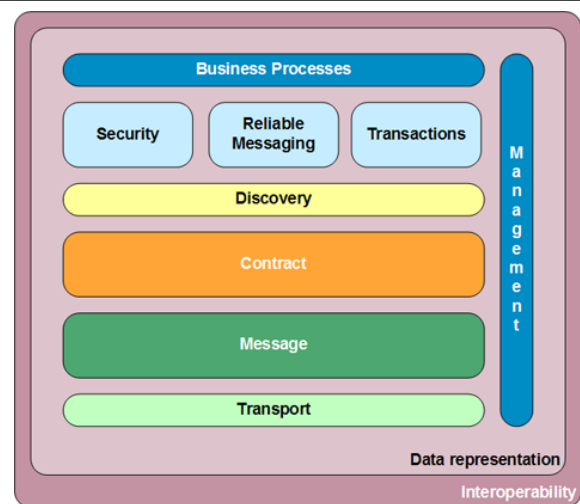 Business Processes
Security
Reliable
Messaging
Transactions
Discovery
Contract
Message
Transport
Management
Data representation
Interoperability